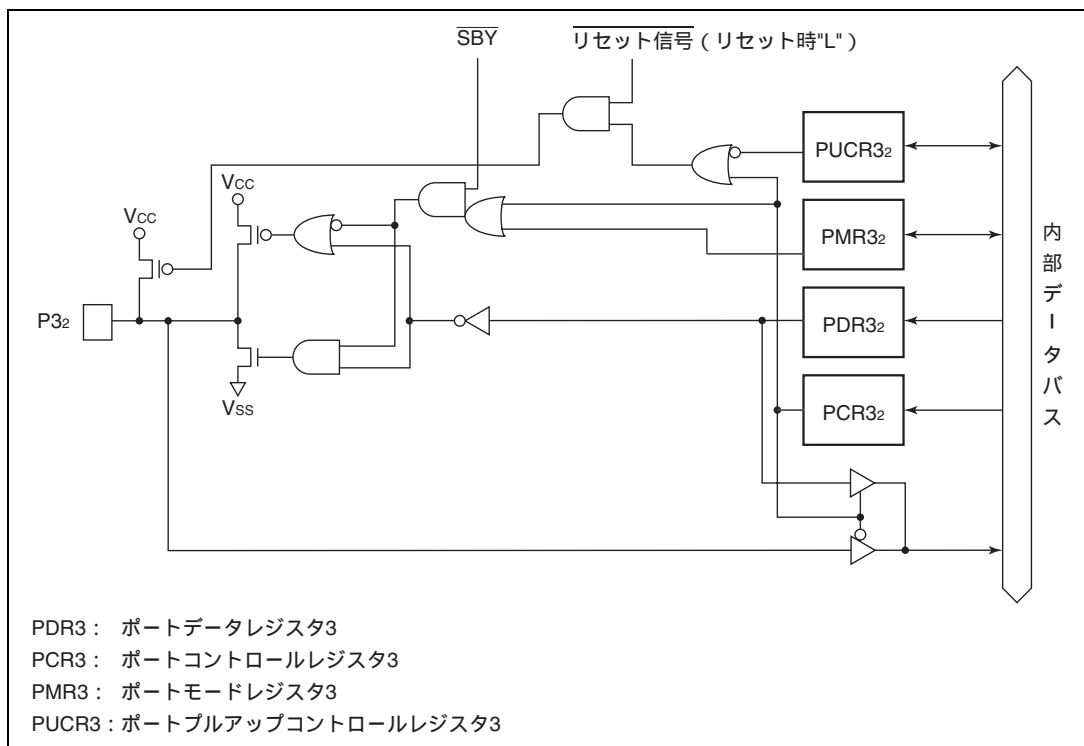 SBY
リセット信号 ( リセット時"L" )
PUCR3₂
VCC
VCC
PMR3₂
P3₂
PDR3₂
VSS
PCR3₂
内部データバス
PDR3 : ポートデータレジスタ3
PCR3 : ポートコントロールレジスタ3
PMR3 : ポートモードレジスタ3
PUCR3 : ポートプルアップコントロールレジスタ3